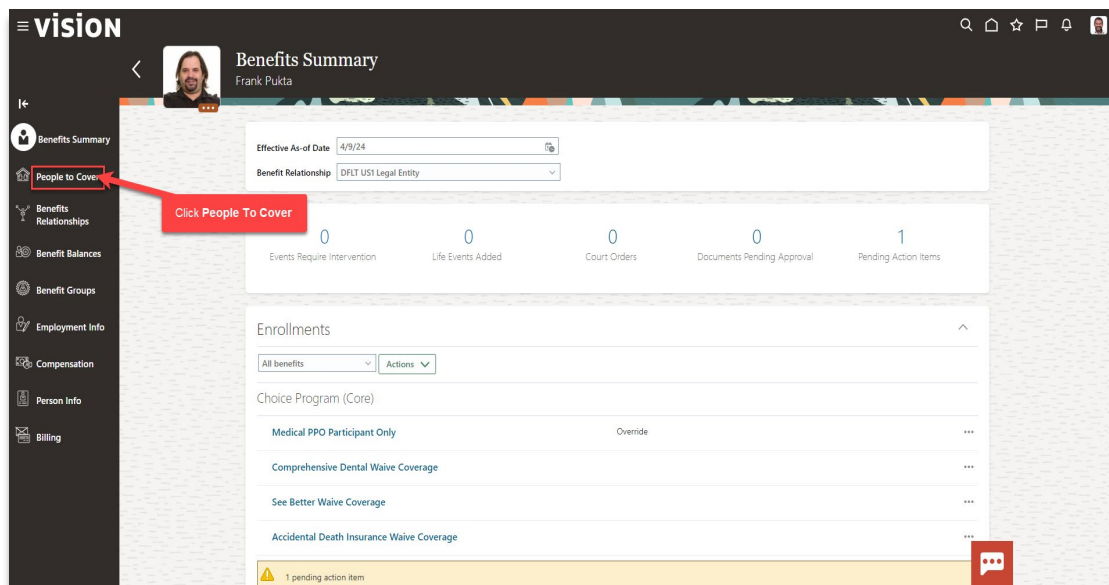 vision
Benefits Summary
Frank Pukta
Benefits Summary
People to Cover
Benefits
Relationships
Benefit Balances
Benefit Groups
Employment Info
Compensation
Person Info
Billing
Click People To Cover
Effective As-of Date 4/9/24
Benefit Relationship DFLT US1 Legal Entity
0 0 0 0 1
Events Require Intervention Life Events Added Court Orders Documents Pending Approval Pending Action Items
Enrollments
All benefits Actions
Choice Program (Core)
Medical PPO Participant Only Override
Comprehensive Dental Waive Coverage
See Better Waive Coverage
Accidental Death Insurance Waive Coverage
1 pending action item